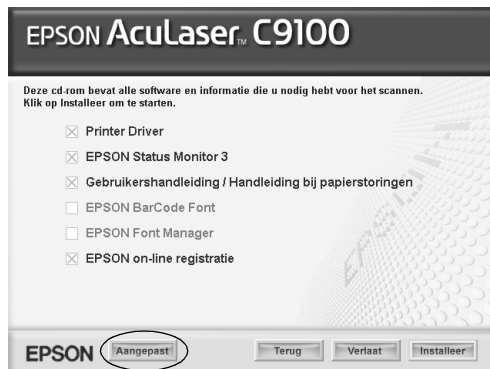 EPSON AcuLaser™ C9100
Deze cd-rom bevat alle software en informatie die u nodig hebt voor het scannen.
Klik op Installeer om te starten.
Printer Driver
EPSON Status Monitor 3
Gebruikershandleiding / Handleiding bij papierstoringen
EPSON BarCode Font
EPSON Font Manager
EPSON on-line registratie
EPSON
EPSON Aangepast Terug Verlaat Installeer